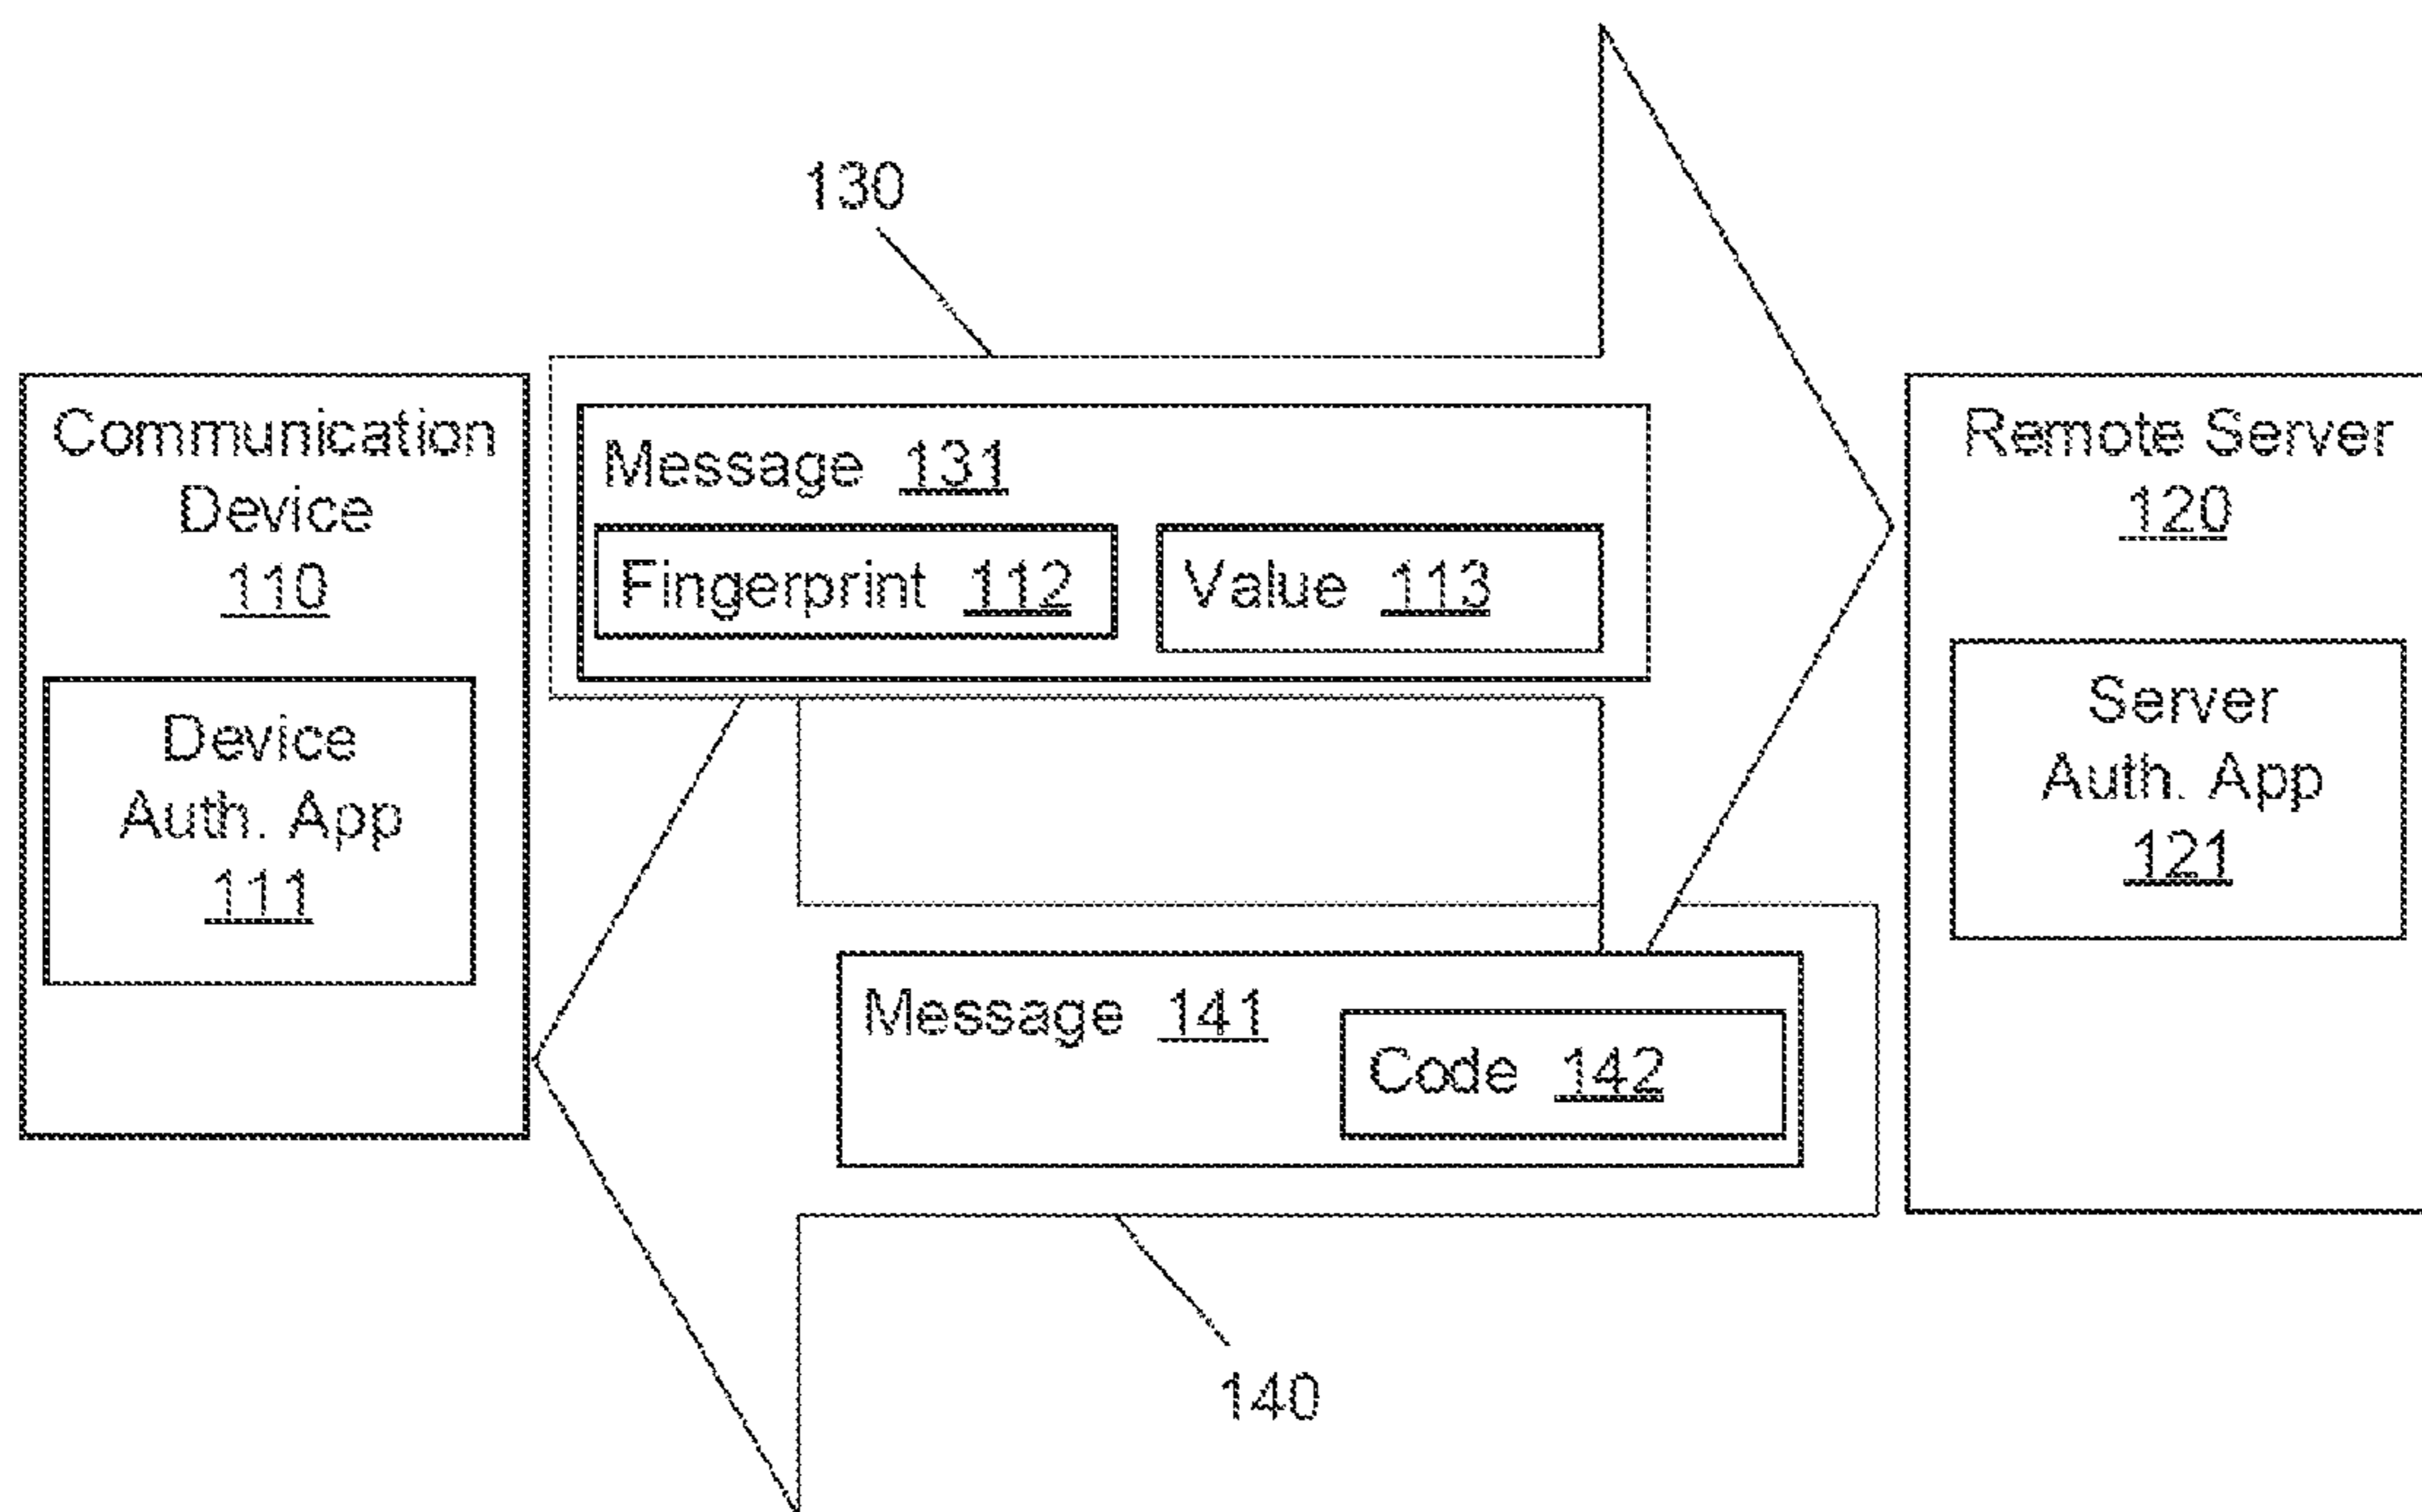 130
Communication
Device
110
Device
Auth. App
111
Message 131
Fingerprint 112
Value 113
Message 141
Code 142
140
Remote Server
120
Server
Auth. App
121